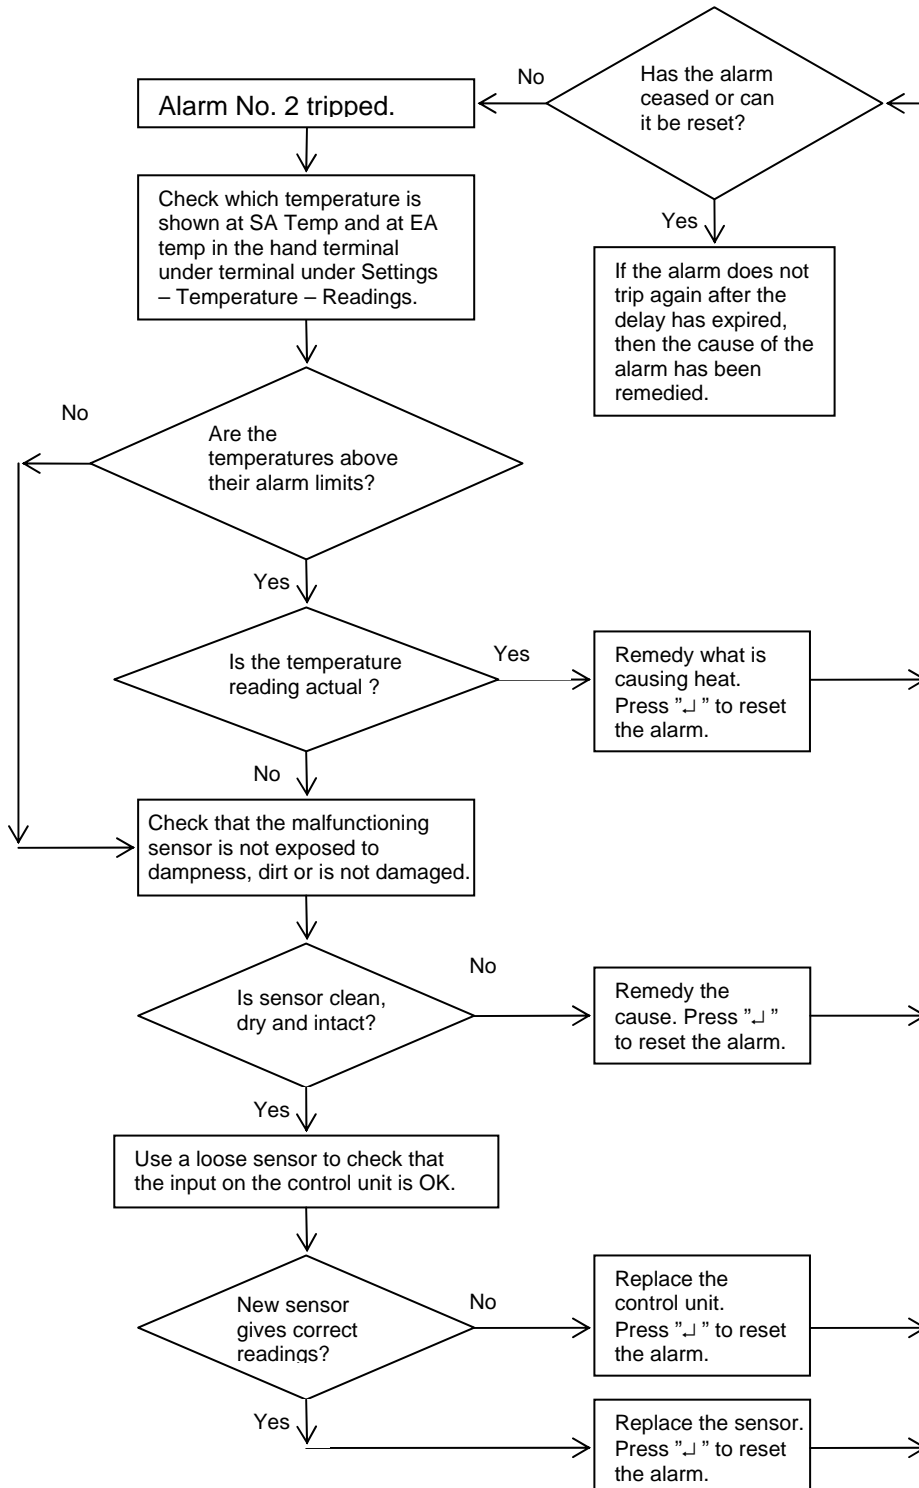 No
Has the alarm
ceased or can
it be reset?
Alarm No. 2 tripped.
Yes
Check which temperature is
shown at SA Temp and at EA
temp in the hand terminal
under terminal under Settings
– Temperature – Readings.
If the alarm does not
trip again after the
delay has expired,
then the cause of the
alarm has been
remedied.
No
Are the
temperatures above
their alarm limits?
Yes
Is the temperature
reading actual ?
Yes
Remedy what is
causing heat.
Press ”↵ ” to reset
the alarm.
No
Check that the malfunctioning
sensor is not exposed to
dampness, dirt or is not damaged.
Is sensor clean,
dry and intact?
No
Remedy the
cause. Press ”↵ ”
to reset the alarm.
Yes
Use a loose sensor to check that
the input on the control unit is OK.
New sensor
gives correct
readings?
No
Replace the
control unit.
Press ”↵ ” to reset
the alarm.
Yes
Replace the sensor.
Press ”↵ ” to reset
the alarm.